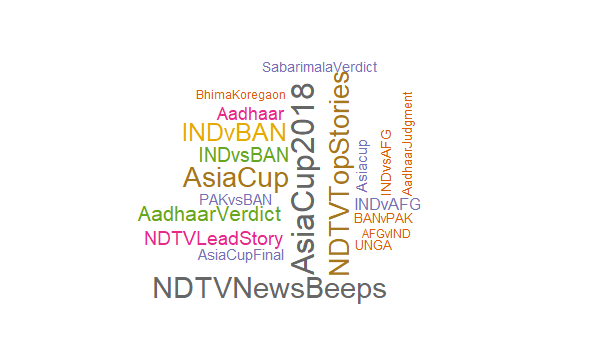 SabarimalaVerdict
BhimaKoregaon
Aadhaar
INDvBAN
INDvsBAN
AsiaCup
PAKvsBAN
AadhaarVerdict
NDTVLeadStory
AsiaCupFinal
AsiaCup2018
NDTVTopStories
Asiacup
INDvsAFG
AadhaarJudgment
INDvAFG
BANvPAK
AFGvIND
UNGA
NDTVNewsBeeps